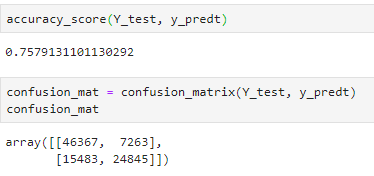 accuracy_score(Y_test, y_predt)
0.7579131101130292
confusion_mat = confusion_matrix(Y_test, y_predt)
confusion_mat
array([[46367,  7263],
       [15483, 24845]])